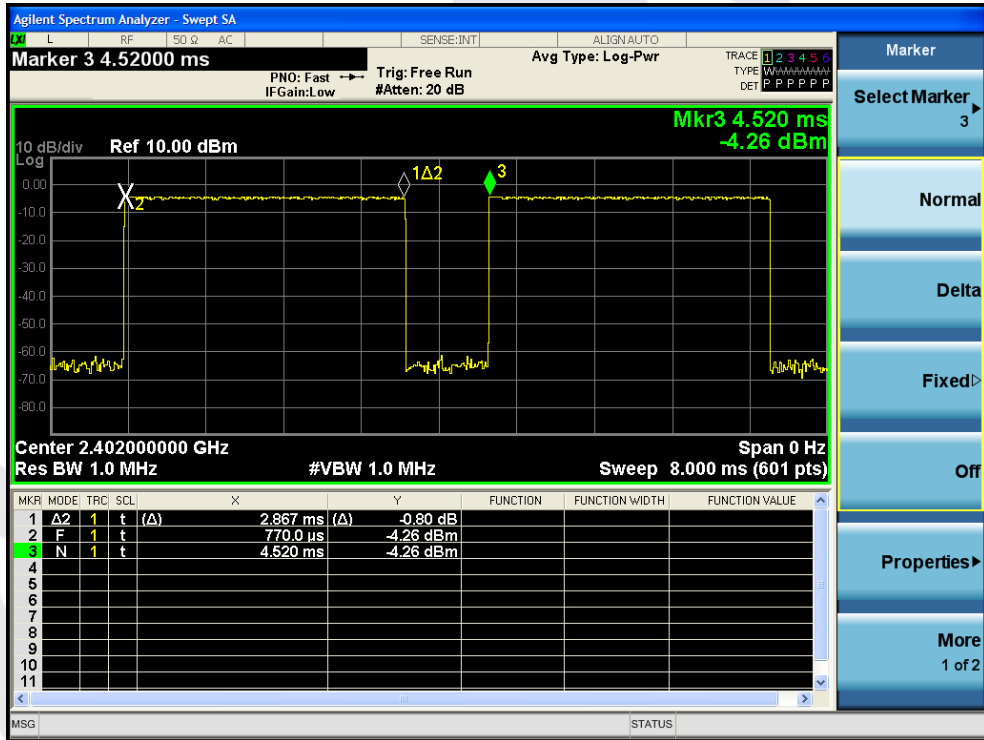 Agilent Spectrum Analyzer - Swept SA
LXI L RF 50 Ω AC SENSE:INT ALIGN AUTO
Marker 3 4.52000 ms
PNO: Fast
IFGain:Low
Trig: Free Run
#Atten: 20 dB
Avg Type: Log-Pwr
TRACE 1 2 3 4 5 6
TYPE WWWWWW
DET P P P P P P
Mkr3 4.520 ms
-4.26 dBm
10 dB/div Ref 10.00 dBm
Log
1Δ2
3
2
0.00
-10.0
-20.0
-30.0
-40.0
-50.0
-60.0
-70.0
-80.0
Center 2.402000000 GHz Span 0 Hz
Res BW 1.0 MHz #VBW 1.0 MHz Sweep 8.000 ms (601 pts)
MKR MODE TRC SCL X Y FUNCTION FUNCTION WIDTH FUNCTION VALUE
1 Δ2 1 t (Δ) 2.867 ms (Δ) -0.80 dB
2 F 1 t 770.0 µs -4.26 dBm
3 N 1 t 4.520 ms -4.26 dBm
4
5
6
7
8
9
10
11
MSG STATUS
Marker
Select Marker
3
Normal
Delta
Fixed
Off
Properties
More
1 of 2